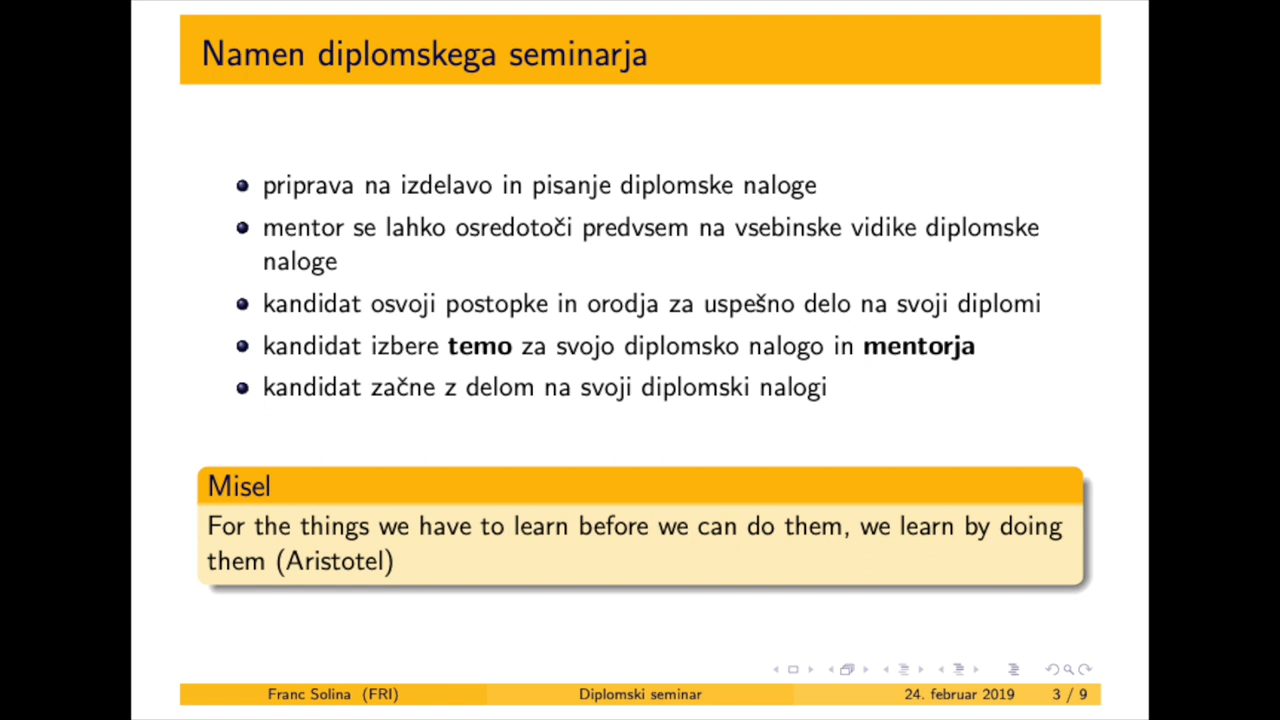 Namen diplomskega seminarja
priprava na izdelavo in pisanje diplomske naloge
mentor se lahko osredotoči predvsem na vsebinske vidike diplomske
naloge
kandidat osvoji postopke in orodja za uspešno delo na svoji diplomi
kandidat izbere temo za svojo diplomsko nalogo in mentorja
kandidat začne z delom na svoji diplomski nalogi
Misel
For the things we have to learn before we can do them, we learn by doing
them (Aristotel)
Franc Solina (FRI) Diplomski seminar 24. februar 2019 3 / 9